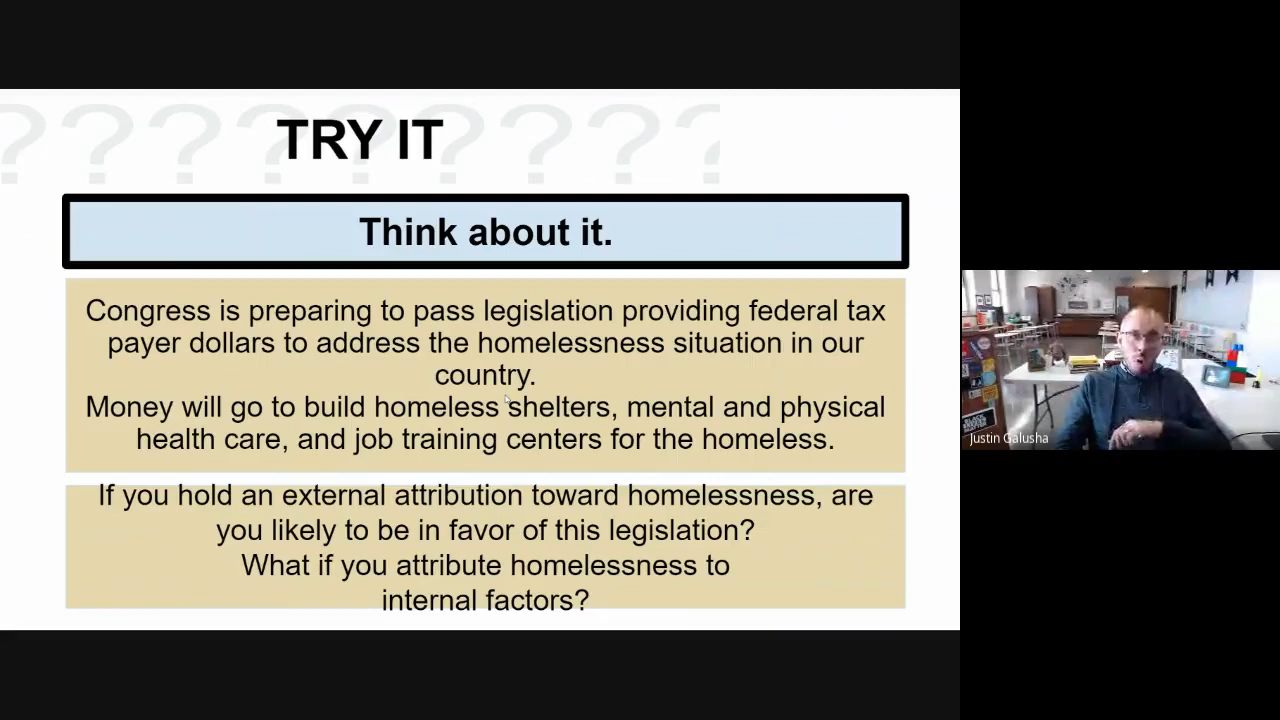 ? ? ? ? ? ? ? ? ?
TRY IT
Think about it.
Congress is preparing to pass legislation providing federal tax
payer dollars to address the homelessness situation in our
country.
Money will go to build homeless shelters, mental and physical
health care, and job training centers for the homeless.
If you hold an external attribution toward homelessness, are
you likely to be in favor of this legislation?
What if you attribute homelessness to
internal factors?
Justin Galusha